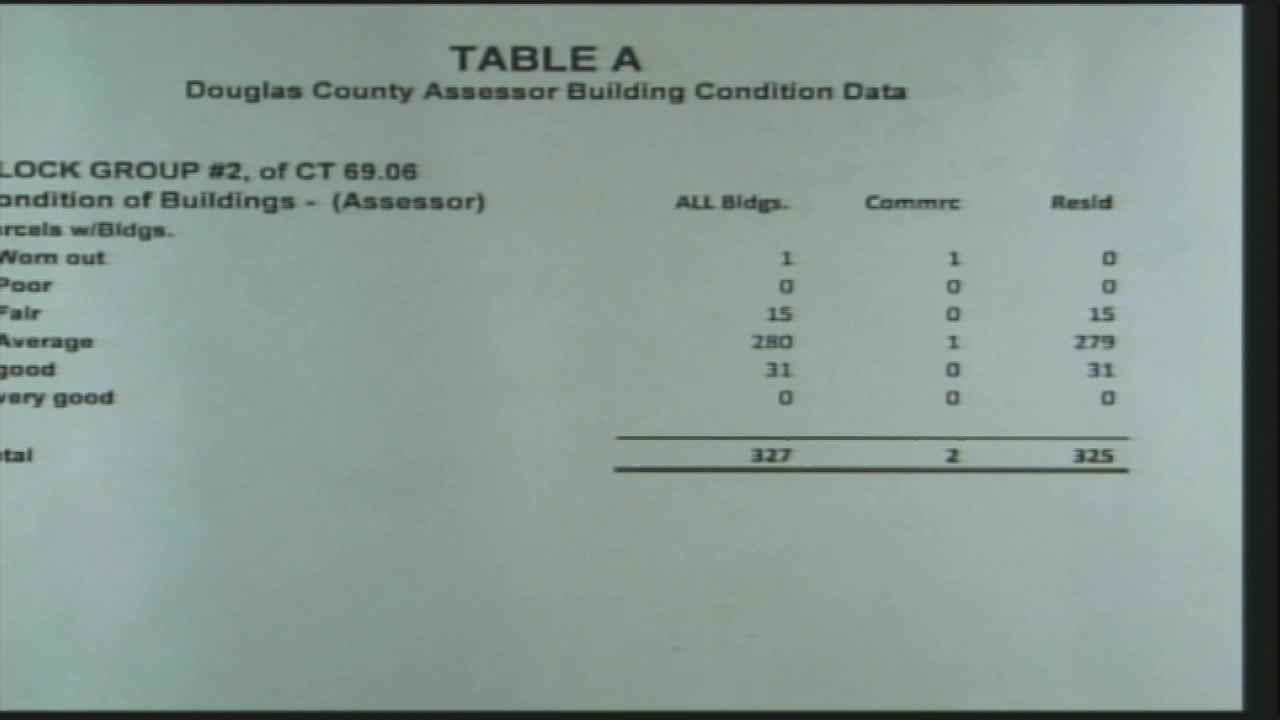 TABLE A
Douglas County Assessor Building Condition Data
LOCK GROUP #2, of CT 69.06
ondition of Buildings - (Assessor) ALL Bldgs. Commrc Resid
rcels w/Bldgs.
Worn out 1 1 0
Poor 0 0 0
Fair 15 0 15
Average 280 1 279
good 31 0 31
very good 0 0 0
tal 327 2 325